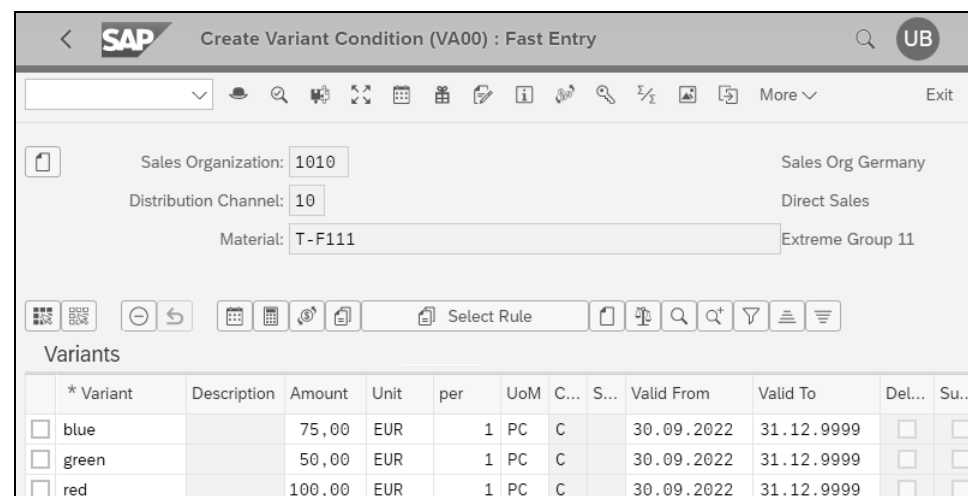 SAP Create Variant Condition (VA00) : Fast Entry UB
More Exit
Sales Organization: 1010 Sales Org Germany
Distribution Channel: 10 Direct Sales
Material: T-F111 Extreme Group 11
Select Rule
Variants
* Variant Description Amount Unit per UoM C... S... Valid From Valid To Del... Su...
blue 75,00 EUR 1 PC C 30.09.2022 31.12.9999
green 50,00 EUR 1 PC C 30.09.2022 31.12.9999
red 100,00 EUR 1 PC C 30.09.2022 31.12.9999